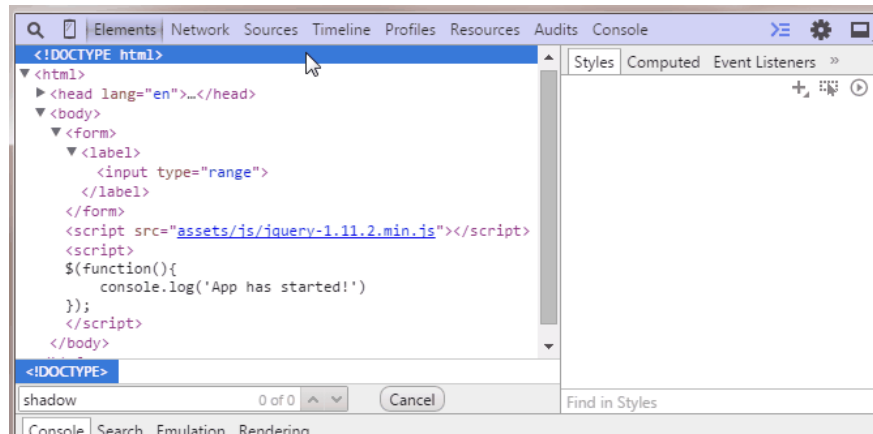 Elements Network Sources Timeline Profiles Resources Audits Console
<!DOCTYPE html>
<html>
<head lang="en">…</head>
<body>
<form>
<label>
<input type="range">
</label>
</form>
<script src="assets/js/jquery-1.11.2.min.js"></script>
<script>
$(function(){
console.log('App has started!')
});
</script>
</body>
<!DOCTYPE>
shadow 0 of 0 Cancel
Styles Computed Event Listeners »
Find in Styles
Console Search Emulation Rendering